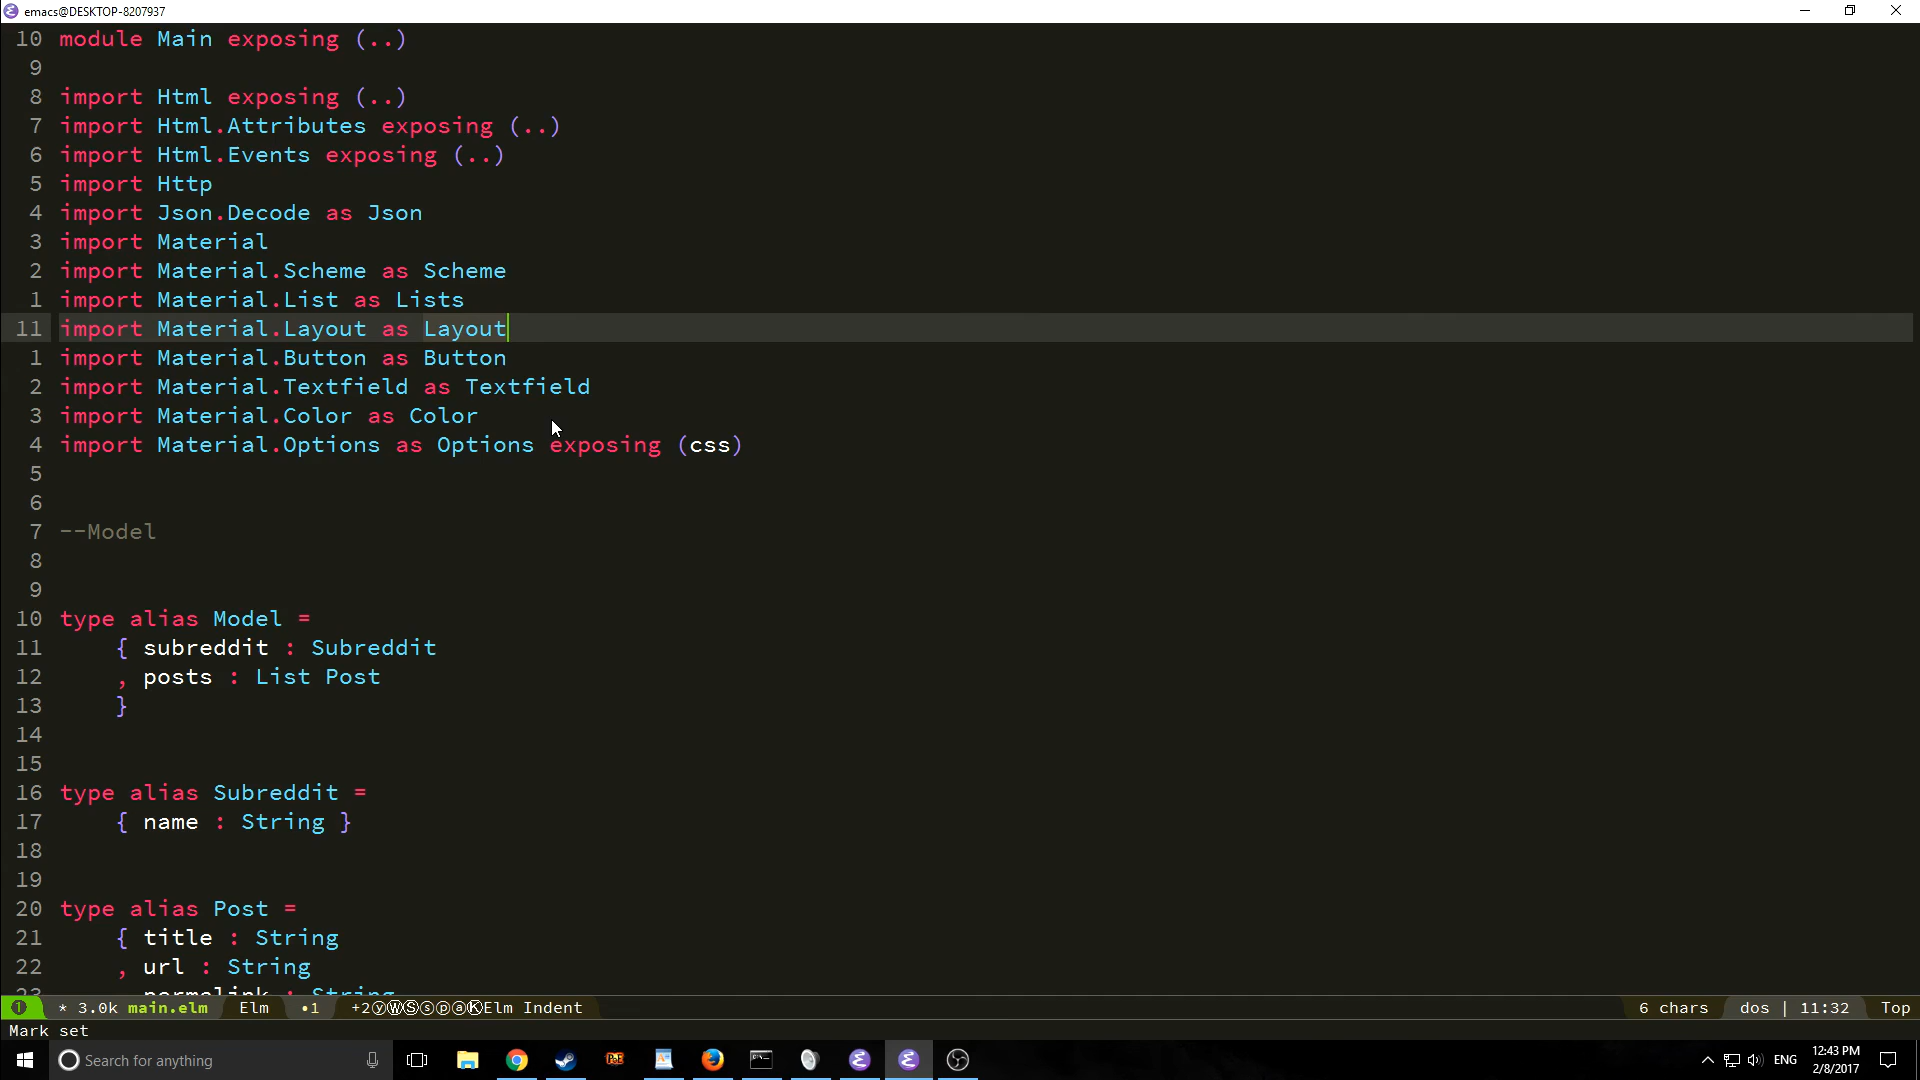 emacs@DESKTOP-8207937
10 module Main exposing (..)
9
8 import Html exposing (..)
7 import Html.Attributes exposing (..)
6 import Html.Events exposing (..)
5 import Http
4 import Json.Decode as Json
3 import Material
2 import Material.Scheme as Scheme
1 import Material.List as Lists
11 import Material.Layout as Layout
1 import Material.Button as Button
2 import Material.Textfield as Textfield
3 import Material.Color as Color
4 import Material.Options as Options exposing (css)
5
6
7 --Model
8
9
10 type alias Model =
11     { subreddit : Subreddit
12     , posts : List Post
13     }
14
15
16 type alias Subreddit =
17     { name : String }
18
19
20 type alias Post =
21     { title : String
22     , url : String
23     , permalink : String
❶ * 3.0k main.elm Elm •1 +2ⓨⓌⓈⓢⓟⓐⓀElm Indent 6 chars dos | 11:32 Top
Mark set
Search for anything PoE ENG 12:43 PM
2/8/2017